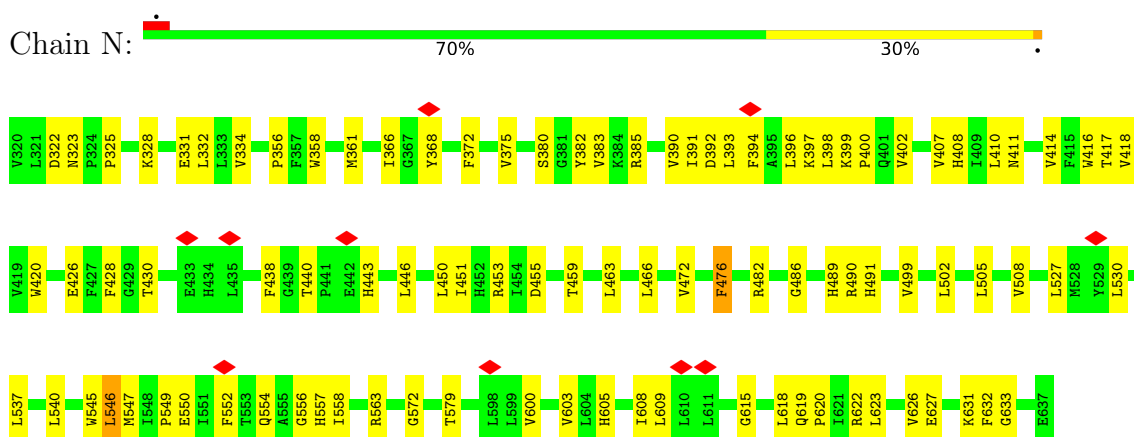 Chain N:
70%
30%
V320 L321 D322 N323 P324 P325 K328 E331 L332 L333 V334 P356 F357 W358 M361 I366 G367 Y368 F372 V375 S380 G381 Y382 V383 K384 R385 V390 I391 D392 L393 F394 A395 L396 K397 L398 K399 P400 Q401 V402 V407 H408 I409 L410 N411 V414 F415 W416 T417 V418
V419 W420 E426 F427 F428 G429 T430 E433 H434 L435 F438 G439 T440 P441 E442 H443 L446 L450 I451 H452 R453 I454 D455 T459 L463 L466 V472 F476 R482 G486 H489 R490 H491 V499 L502 L505 V508 L527 M528 Y529 L530
L537 L540 W545 L546 M547 I548 P549 E550 I551 F552 T553 Q554 A555 G556 H557 I558 R563 G572 T579 L598 L599 V600 V603 L604 H605 I608 L609 L610 L611 G615 L618 Q619 P620 I621 R622 L623 V626 E627 K631 F632 G633 E637